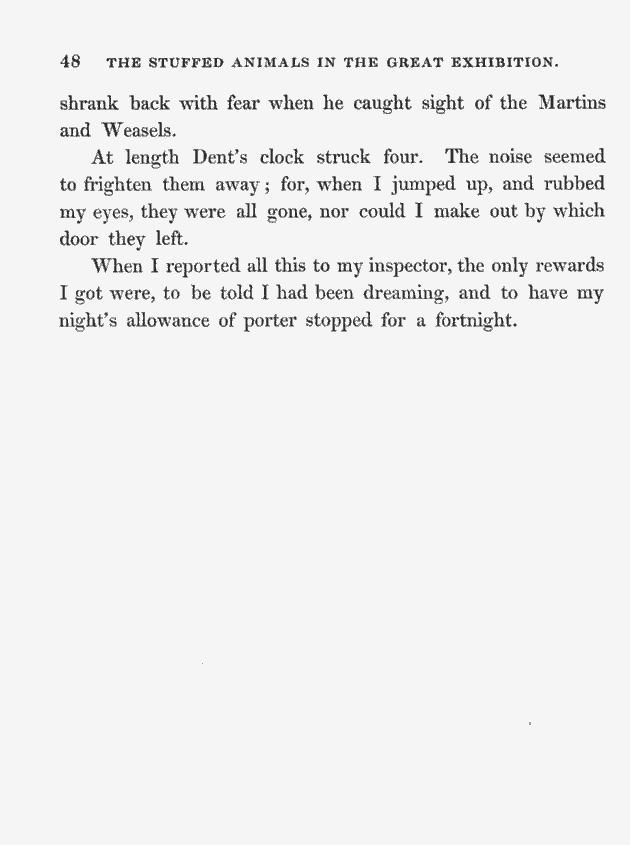 48 THE STUFFED ANIMALS IN THE GREAT EXHIBITION.
shrank back with fear when he caught sight of the Martins
and Weasels.
At length Dent's clock struck four. The noise seemed
to frighten them away; for, when I jumped up, and rubbed
my eyes, they were all gone, nor could I make out by which
door they left.
When I reported all this to my inspector, the only rewards
I got were, to be told I had been dreaming, and to have my
night's allowance of porter stopped for a fortnight.